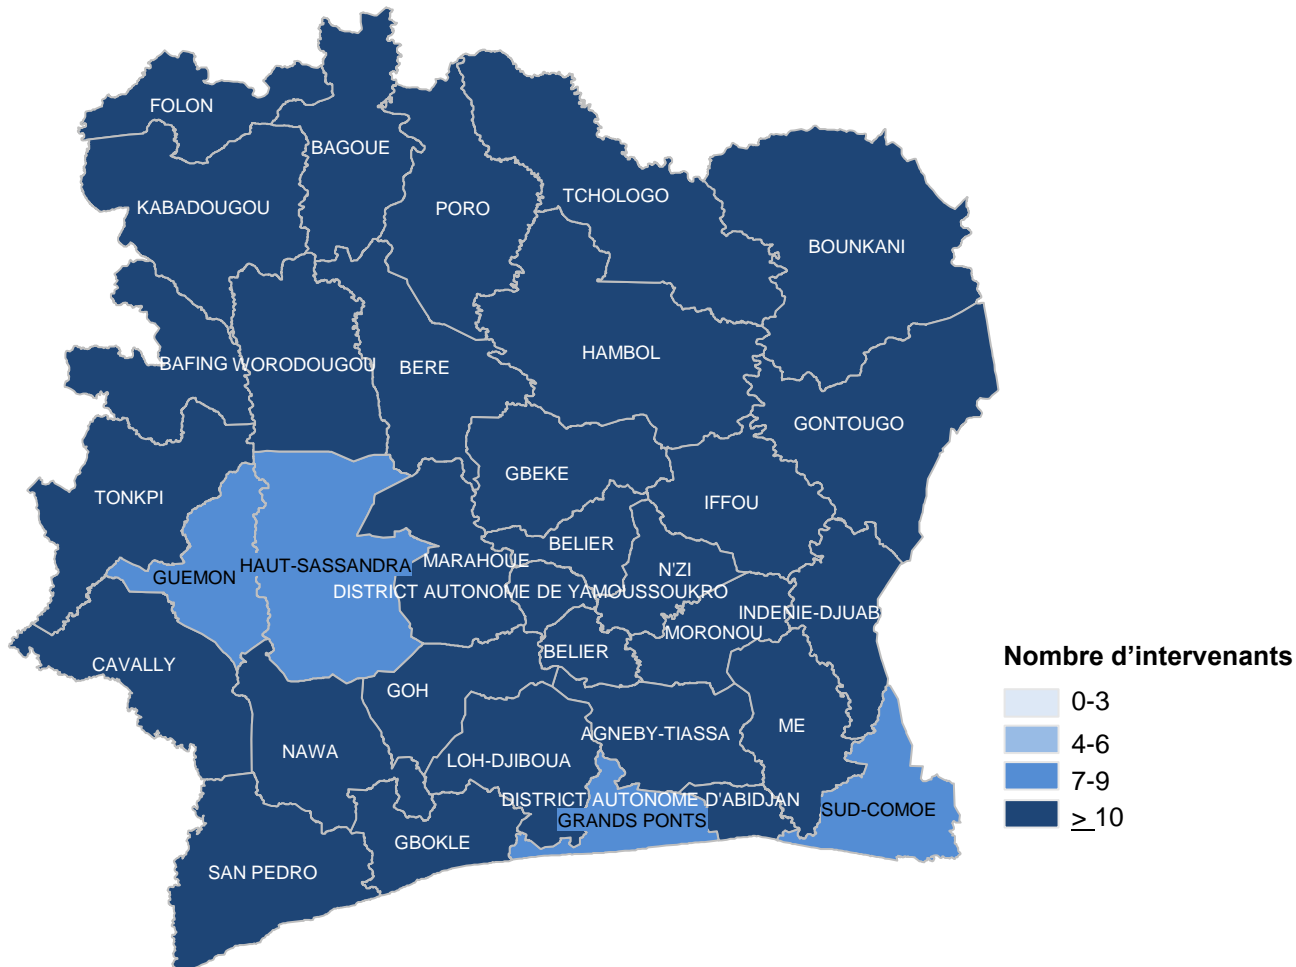 FOLON
BAGOUE
KABADOUGOU
PORO
TCHOLOGO
BOUNKANI
HAMBOL
BAFING
WORODOUGOU
BERE
GONTOUGO
GBEKE
TONKPI
IFFOU
BELIER
HAUT-SASSANDRA
MARAHOUE
GUEMON
N'ZI
DISTRICT AUTONOME DE YAMOUSSOUKRO
INDENIE-DJUAB
MORONOU
BELIER
CAVALLY
GOH
ME
AGNEBY-TIASSA
NAWA
LOH-DJIBOUA
DISTRICT AUTONOME D'ABIDJAN
SUD-COMOE
GRANDS PONTS
GBOKLE
SAN PEDRO
Nombre d’intervenants
0-3
4-6
7-9
> 10